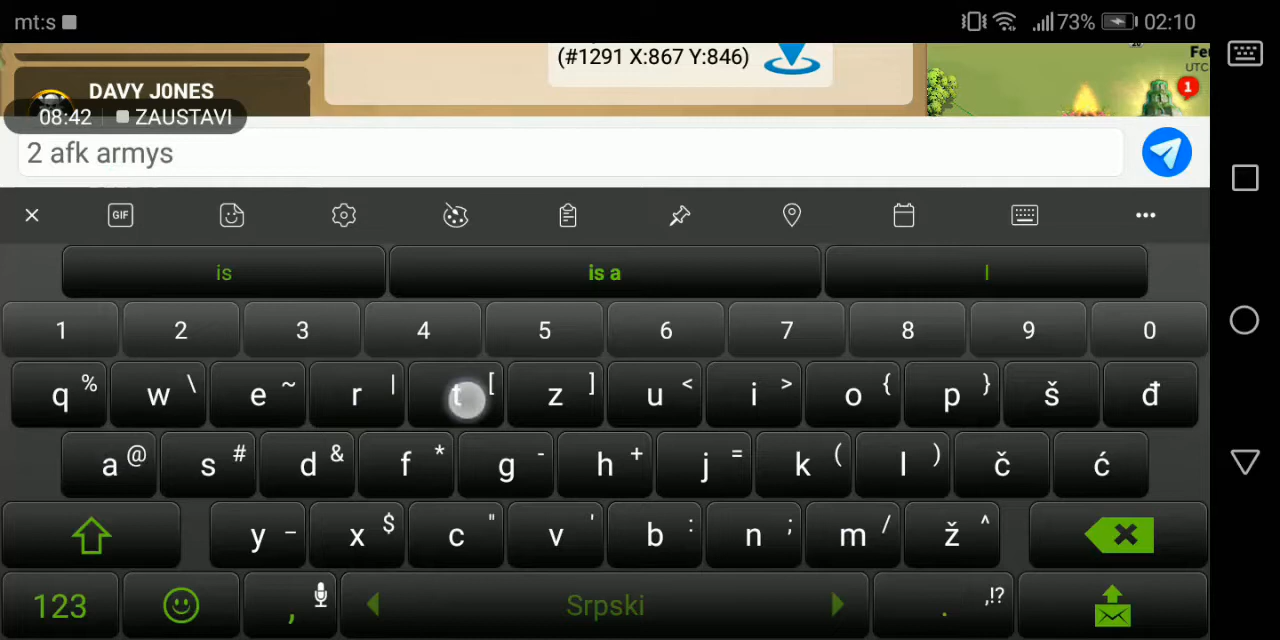 mt:s 73% 02:10
(#1291 X:867 Y:846)
Fe
UTC
1
DAVY J0NES
08:42 ZAUSTAVI
2 afk armys
GIF
is is a I
1 2 3 4 5 6 7 8 9 0
q % w \ e ~ r | t [ z ] u < i > o { p } š đ
a @ s # d & f * g - h + j = k ( l ) č ć
y _ x $ c " v ' b : n ; m / ž ^
123 , Srpski . ,!?